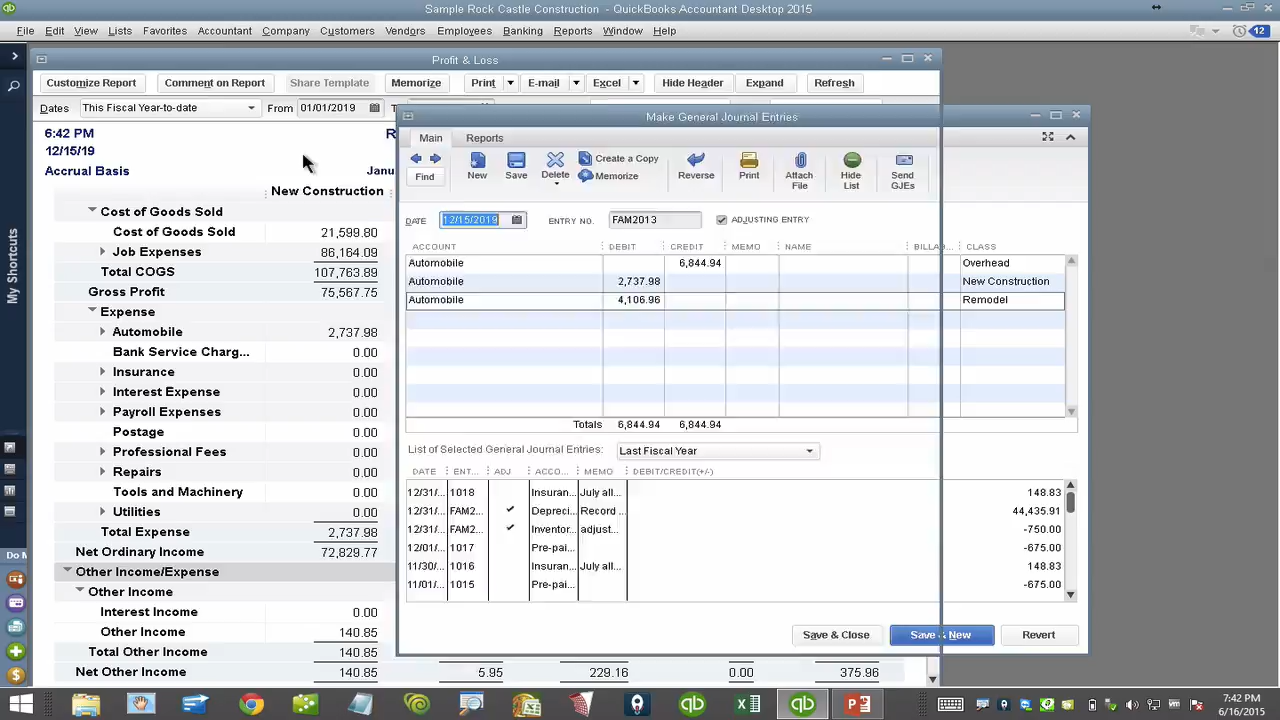 Sample Rock Castle Construction - QuickBooks Accountant Desktop 2015
File Edit View Lists Favorites Accountant Company Customers Vendors Employees Banking Reports Window Help
12
Profit & Loss
Customize Report Comment on Report Share Template Memorize Print E-mail Excel Hide Header Expand Refresh
Dates This Fiscal Year-to-date From 01/01/2019
6:42 PM
12/15/19
Accrual Basis
Janu
New Construction
Cost of Goods Sold
Cost of Goods Sold 21,599.80
Job Expenses 86,164.09
Total COGS 107,763.89
Gross Profit 75,567.75
Expense
Automobile 2,737.98
Bank Service Charg... 0.00
Insurance 0.00
Interest Expense 0.00
Payroll Expenses 0.00
Postage 0.00
Professional Fees 0.00
Repairs 0.00
Tools and Machinery 0.00
Utilities 0.00
Total Expense 2,737.98
Net Ordinary Income 72,829.77
Other Income/Expense
Other Income
Interest Income 0.00
Other Income 140.85
Total Other Income 140.85
Net Other Income 140.85 5.95 229.16 0.00 375.96
My Shortcuts
Do M
Make General Journal Entries
Main Reports
Find New Save Delete Create a Copy Memorize Reverse Print Attach File Hide List Send GJEs
DATE 12/15/2019 ENTRY NO. FAM2013 ADJUSTING ENTRY
ACCOUNT DEBIT CREDIT MEMO NAME BILLA... CLASS
Automobile 6,844.94 Overhead
Automobile 2,737.98 New Construction
Automobile 4,106.96 Remodel
Totals 6,844.94 6,844.94
List of Selected General Journal Entries: Last Fiscal Year
DATE ENT... ADJ ACCO... MEMO DEBIT/CREDIT(+/-)
12/31/... 1018 Insuran... July all... 148.83
12/31/... FAM2... Depreci... Record ... 44,435.91
12/31/... FAM2... Inventor... adjust... -750.00
12/01/... 1017 Pre-pai... -675.00
11/30/... 1016 Insuran... July all... 148.83
11/01/... 1015 Pre-pai... -675.00
Save & Close Save & New Revert
7:42 PM
6/16/2015